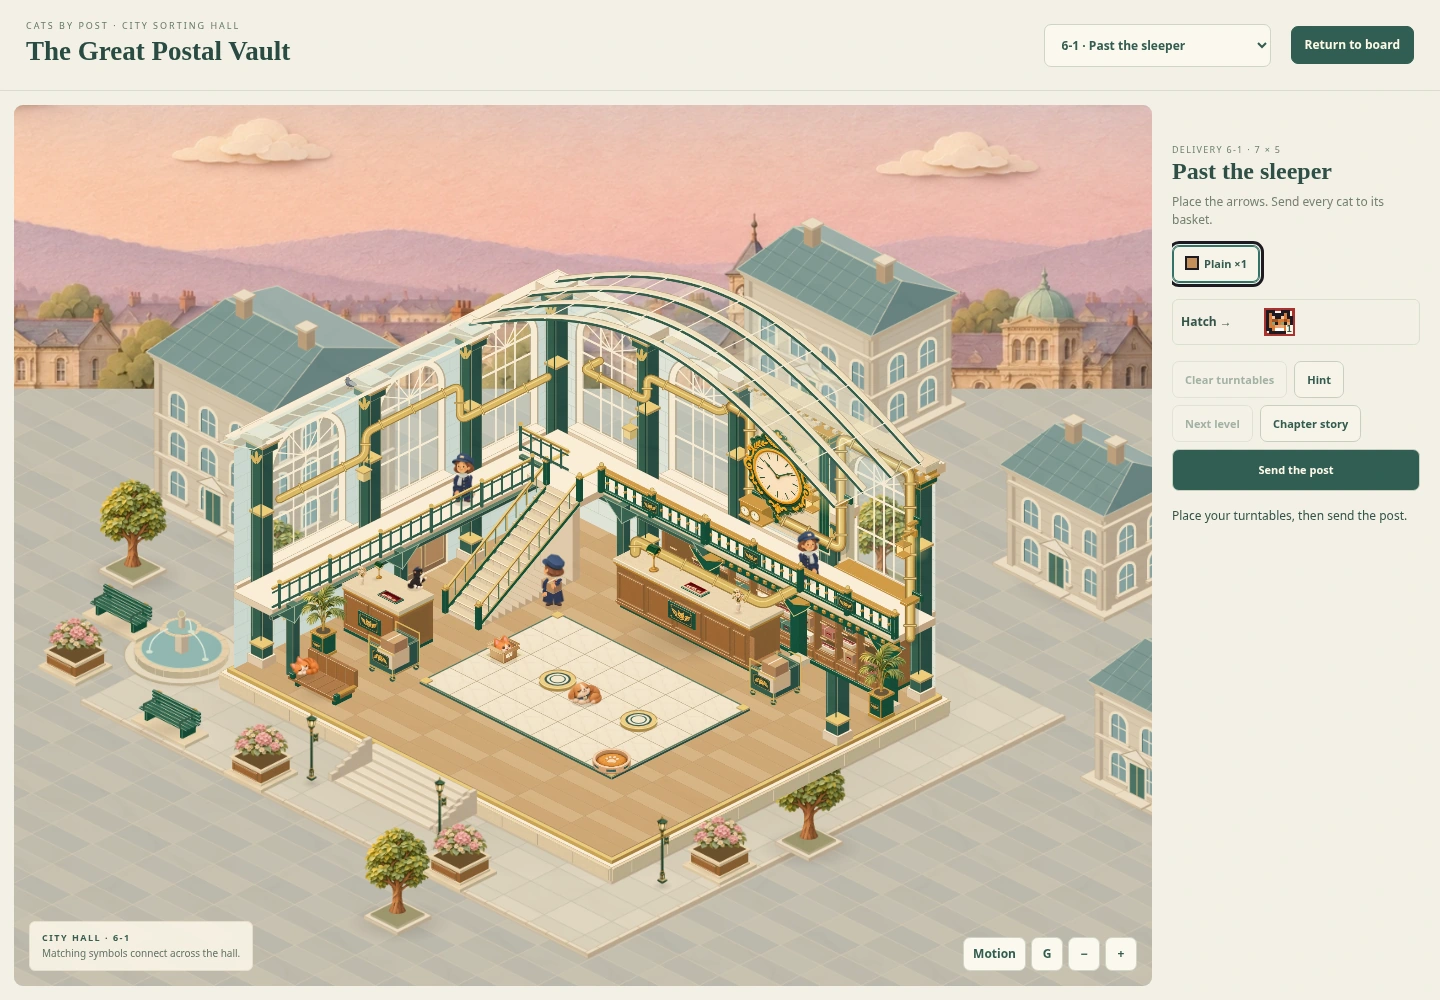 CATS BY POST · CITY SORTING HALL
The Great Postal Vault
6-1 · Past the sleeper
Return to board
DELIVERY 6-1 · 7 × 5
Past the sleeper
Place the arrows. Send every cat to its
basket.
Plain ×1
Hatch →
1
Clear turntables
Hint
Next level
Chapter story
Send the post
Place your turntables, then send the post.
CITY HALL · 6-1
Matching symbols connect across the hall.
Motion
G
−
+